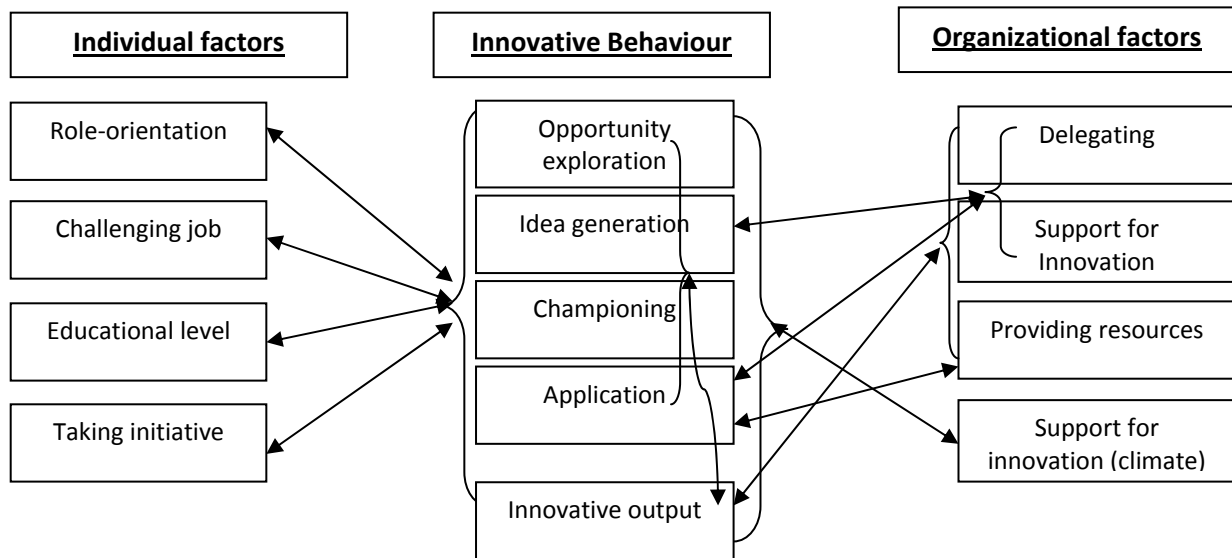 Individual factors
Innovative Behaviour
Organizational factors
Role-orientation
Challenging job
Educational level
Taking initiative
Opportunity
exploration
Idea generation
Championing
Application
Innovative output
Delegating
Support for
Innovation
Providing resources
Support for
innovation (climate)